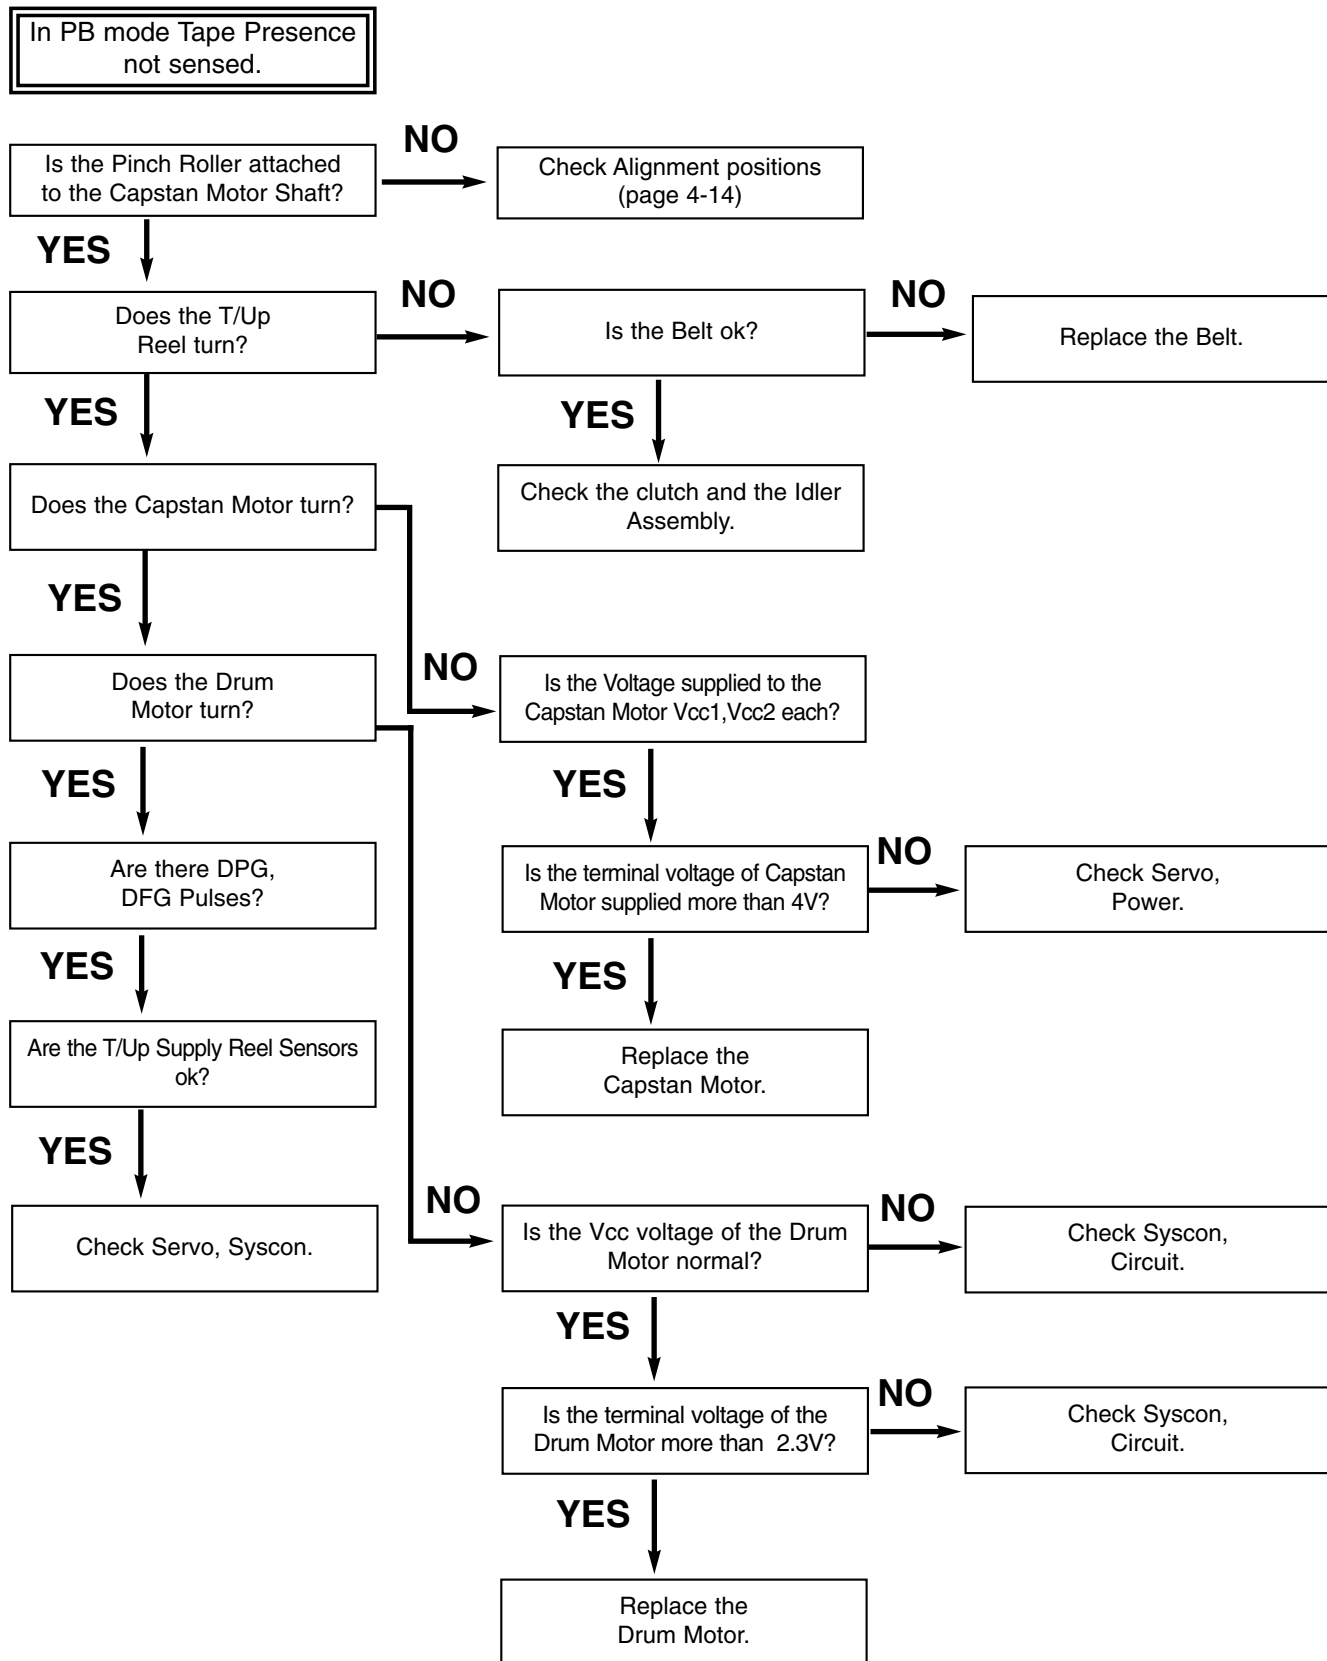 In PB mode Tape Presence
not sensed.
Is the Pinch Roller attached
to the Capstan Motor Shaft?
NO
Check Alignment positions
(page 4-14)
YES
Does the T/Up
Reel turn?
NO
Is the Belt ok?
NO
Replace the Belt.
YES
YES
Does the Capstan Motor turn?
Check the clutch and the Idler
Assembly.
YES
Does the Drum
Motor turn?
NO
Is the Voltage supplied to the
Capstan Motor Vcc1,Vcc2 each?
YES
YES
Are there DPG,
DFG Pulses?
Is the terminal voltage of Capstan
Motor supplied more than 4V?
NO
Check Servo,
Power.
YES
YES
Are the T/Up Supply Reel Sensors
ok?
Replace the
Capstan Motor.
YES
Check Servo, Syscon.
NO
Is the Vcc voltage of the Drum
Motor normal?
NO
Check Syscon,
Circuit.
YES
Is the terminal voltage of the
Drum Motor more than  2.3V?
NO
Check Syscon,
Circuit.
YES
Replace the
Drum Motor.